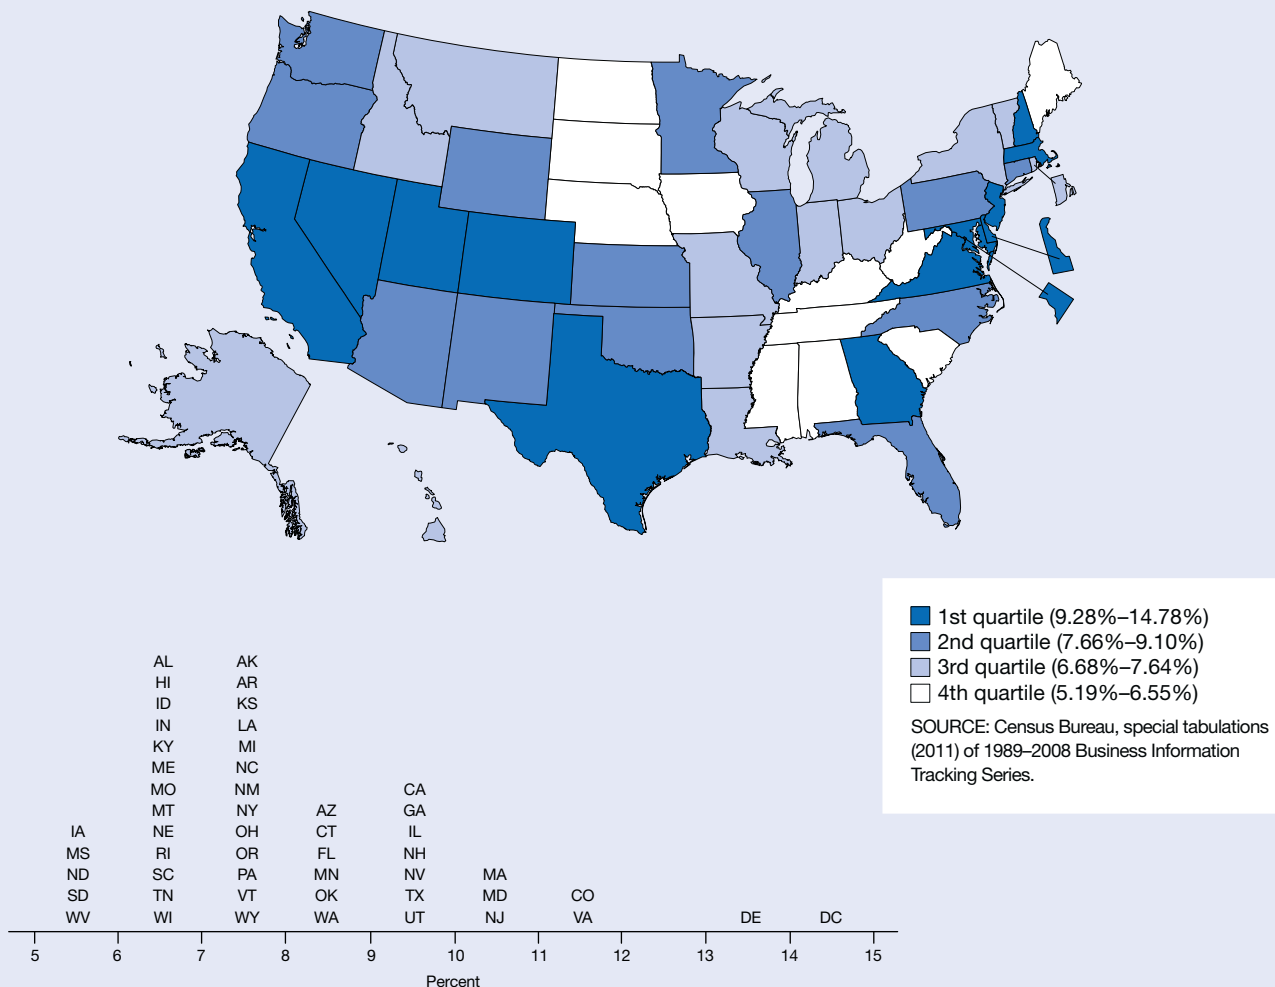 1st quartile (9.28%–14.78%)
2nd quartile (7.66%–9.10%)
3rd quartile (6.68%–7.64%)
4th quartile (5.19%–6.55%)
SOURCE: Census Bureau, special tabulations
(2011) of 1989–2008 Business Information
Tracking Series.
AL AK
HI AR
ID KS
IN LA
KY MI
ME NC
MO NM CA
MT NY AZ GA
IA NE OH CT IL
MS RI OR FL NH
ND SC PA MN NV MA
SD TN VT OK TX MD CO
WV WI WY WA UT NJ VA DE DC
5 6 7 8 9 10 11 12 13 14 15
Percent